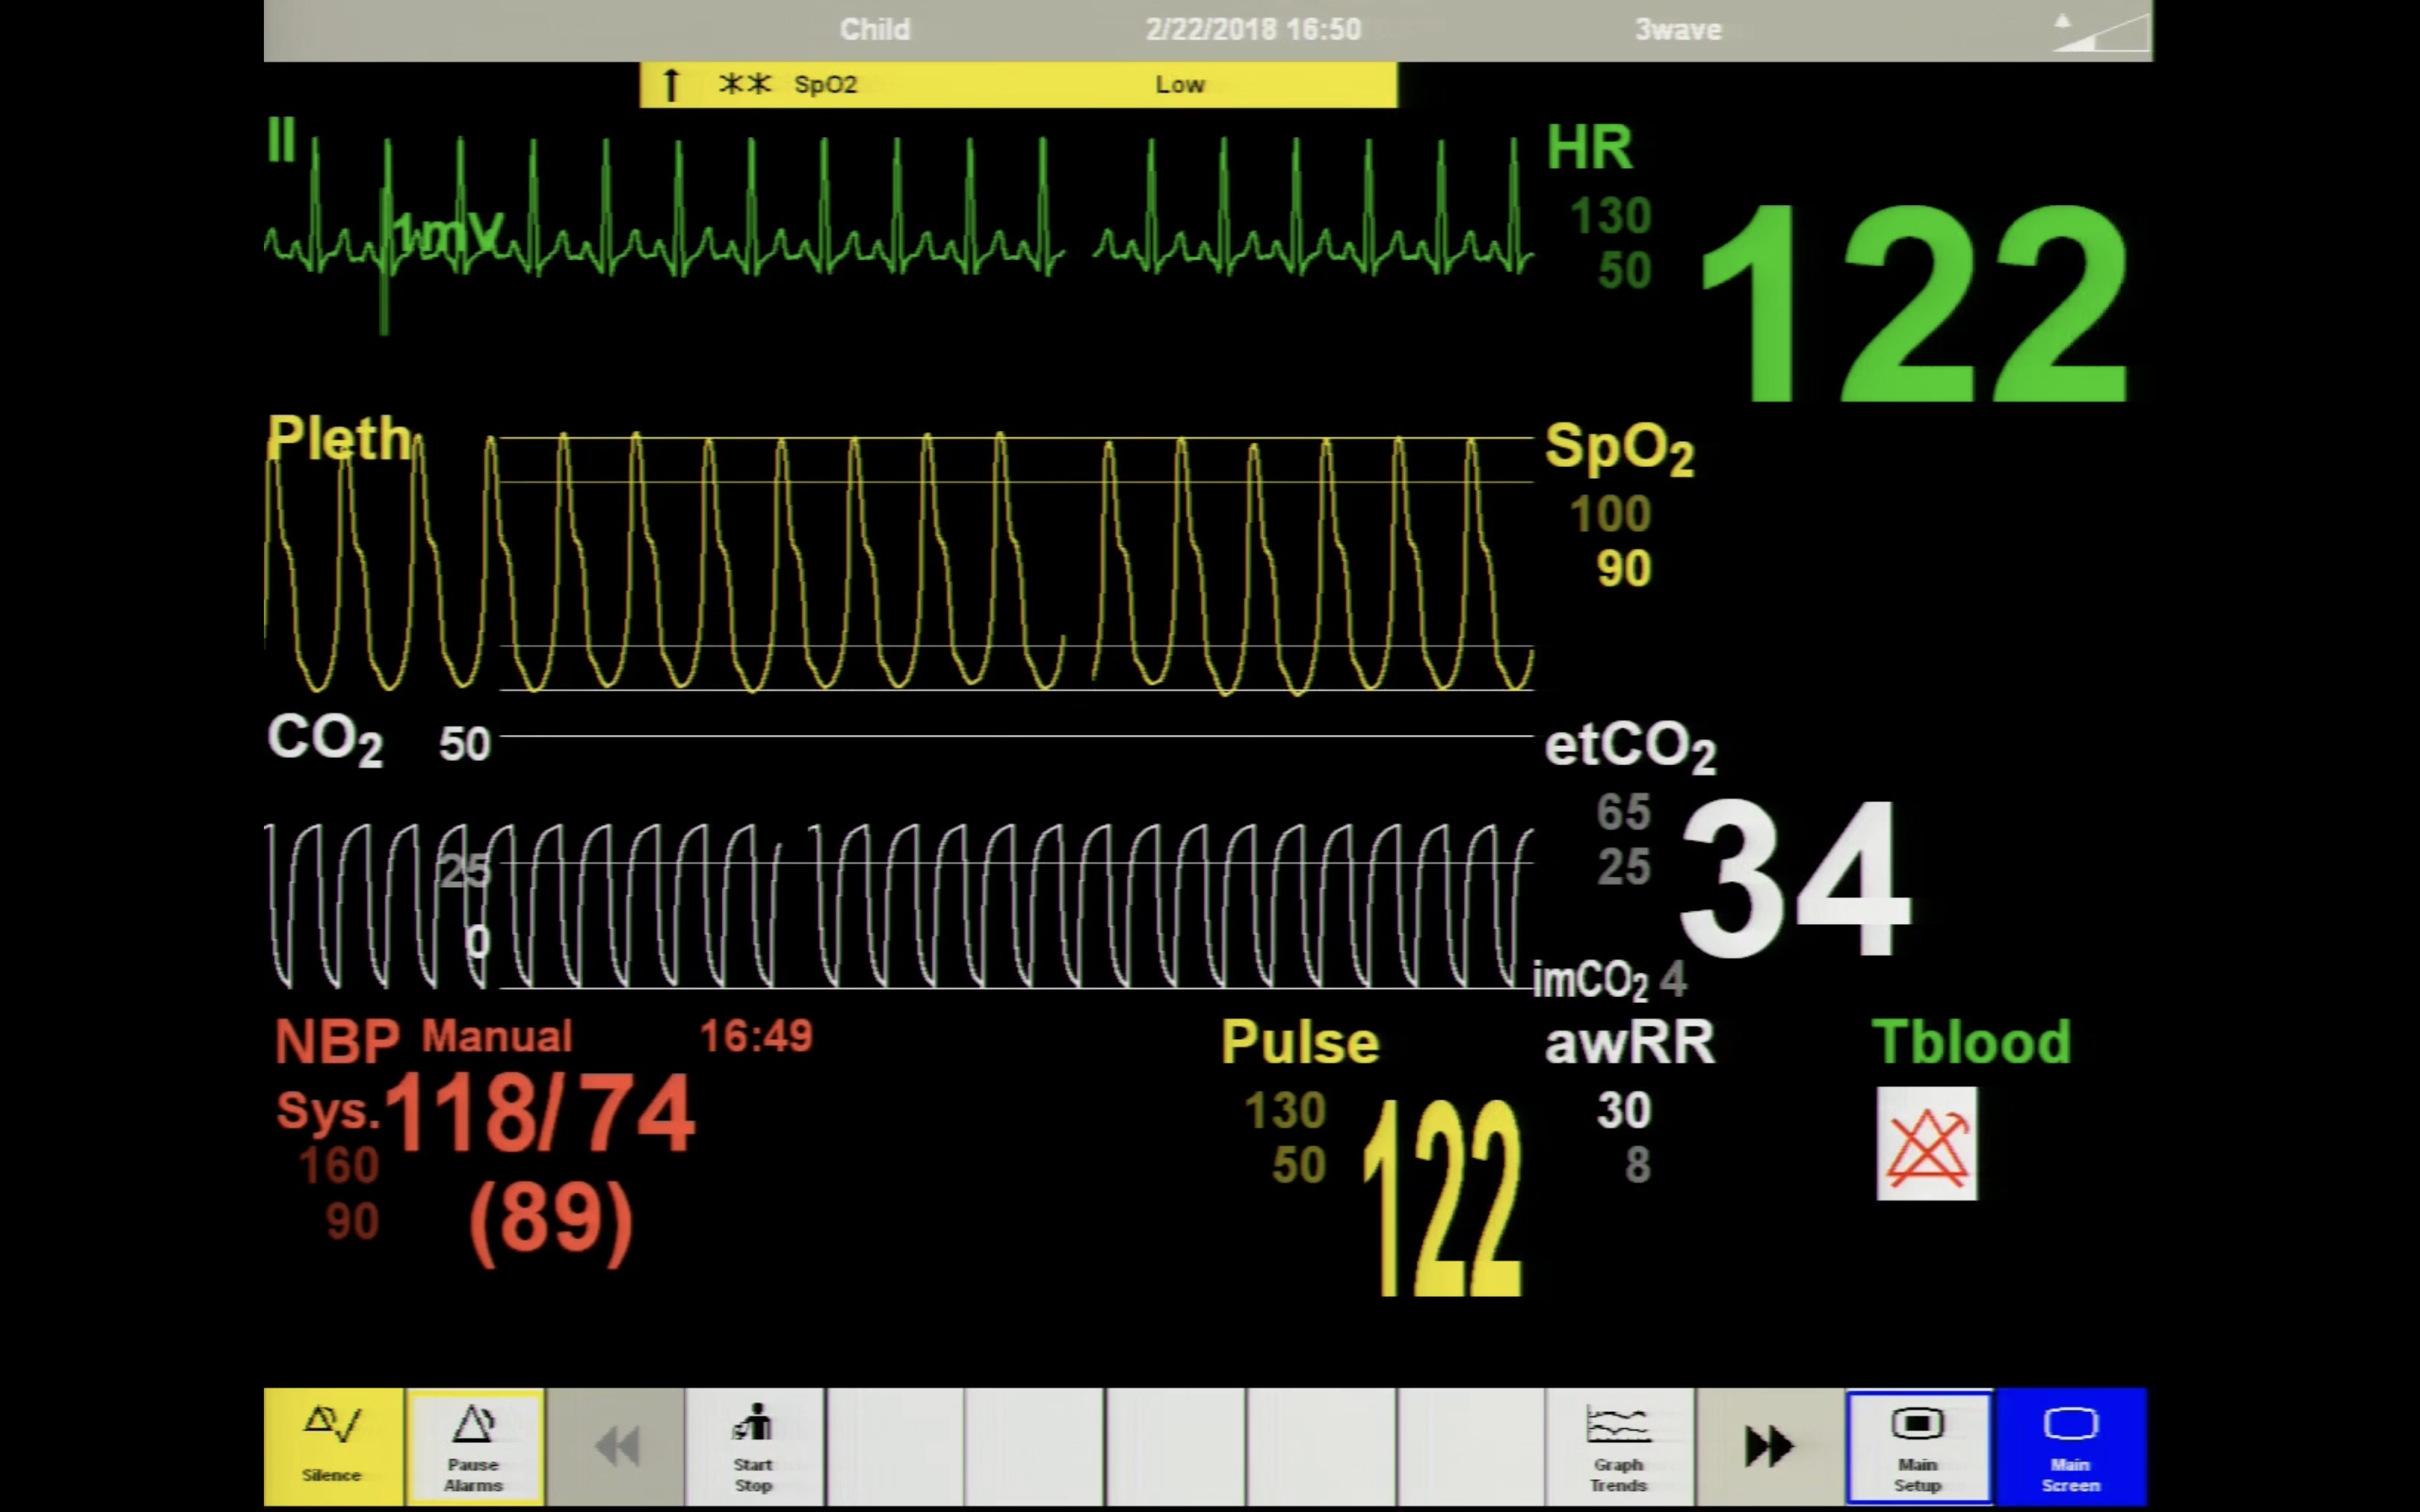 Child 2/22/2018 16:50 3wave
** SpO2 Low
II
1mV
HR
130
50
122
Pleth
SpO₂
100
90
CO₂
50
25
0
etCO₂
65
25
34
imCO₂ 4
NBP Manual 16:49
Sys. 118/74
160
90
(89)
Pulse
130
50
122
awRR
30
8
Tblood
Silence
Pause
Alarms
Start
Stop
Graph
Trends
Main
Setup
Main
Screen